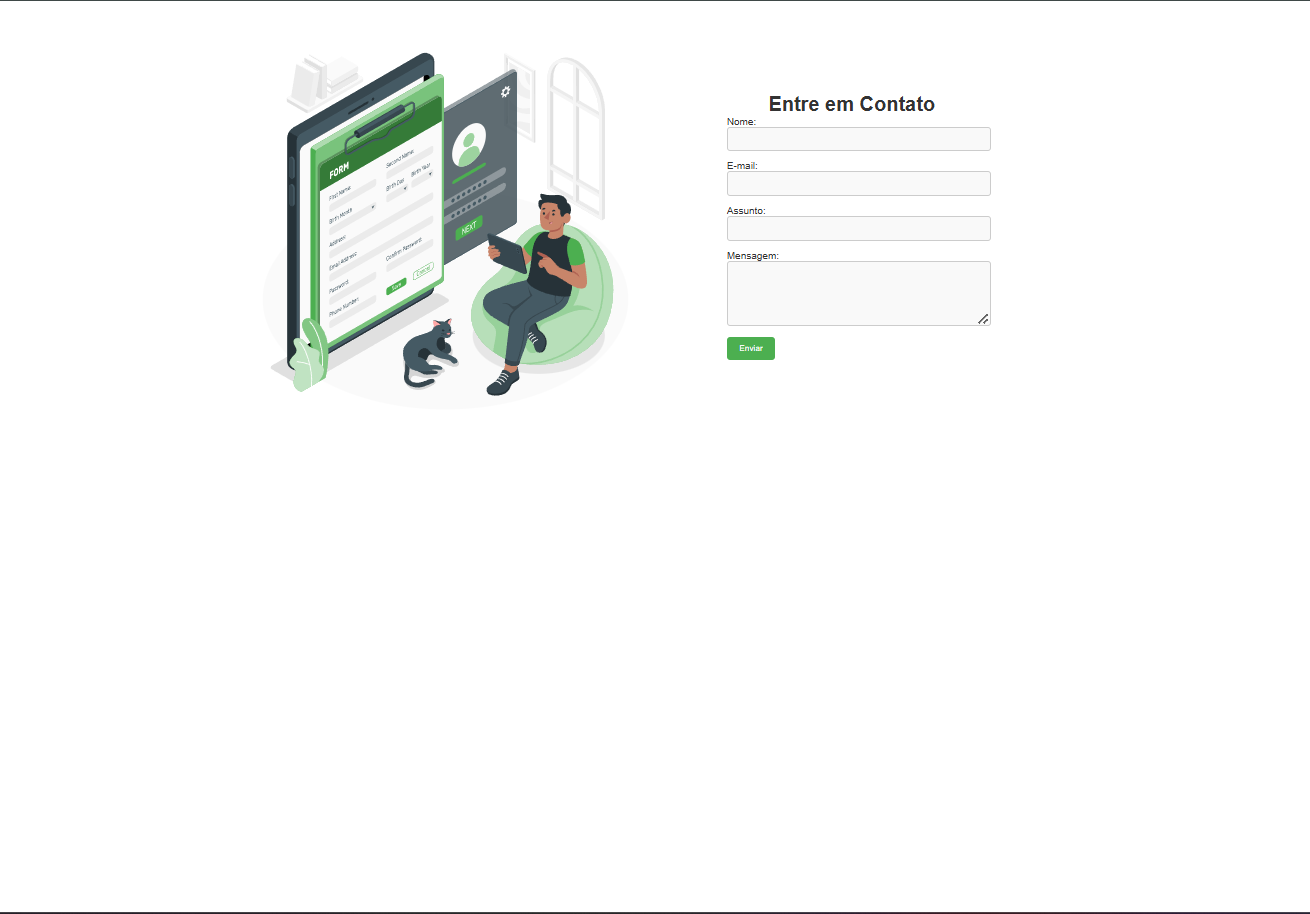 FORM
First Name:
Second Name:
Birth Month
Birth Day
Birth Year
Address:
Email Address:
Password:
Confirm Password:
Phone Number:
Cancel
NEXT
Entre em Contato
Nome:
E-mail:
Assunto:
Mensagem:
Enviar